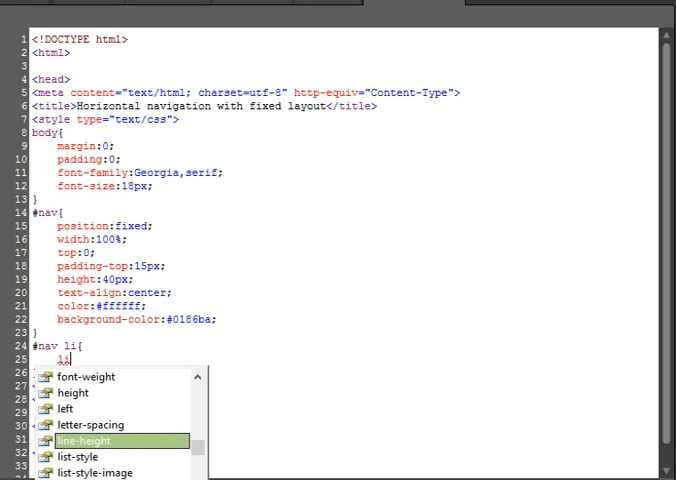 1 <!DOCTYPE html>
2 <html>
3
4 <head>
5 <meta content="text/html; charset=utf-8" http-equiv="Content-Type">
6 <title>Horizontal navigation with fixed layout</title>
7 <style type="text/css">
8 body{
9 margin:0;
10 padding:0;
11 font-family:Georgia,serif;
12 font-size:18px;
13 }
14 #nav{
15 position:fixed;
16 width:100%;
17 top:0;
18 padding-top:15px;
19 height:40px;
20 text-align:center;
21 color:#ffffff;
22 background-color:#0186ba;
23 }
24 #nav li{
25 li
26
27
28
29
30
31
32
33
font-weight
height
left
letter-spacing
line-height
list-style
list-style-image